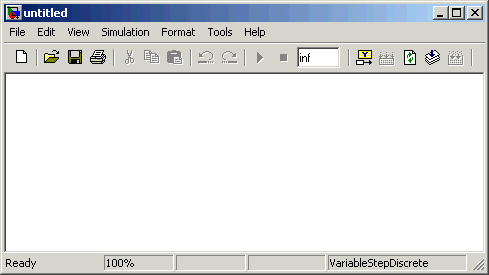 untitled
File Edit View Simulation Format Tools Help
inf
Ready 100% VariableStepDiscrete